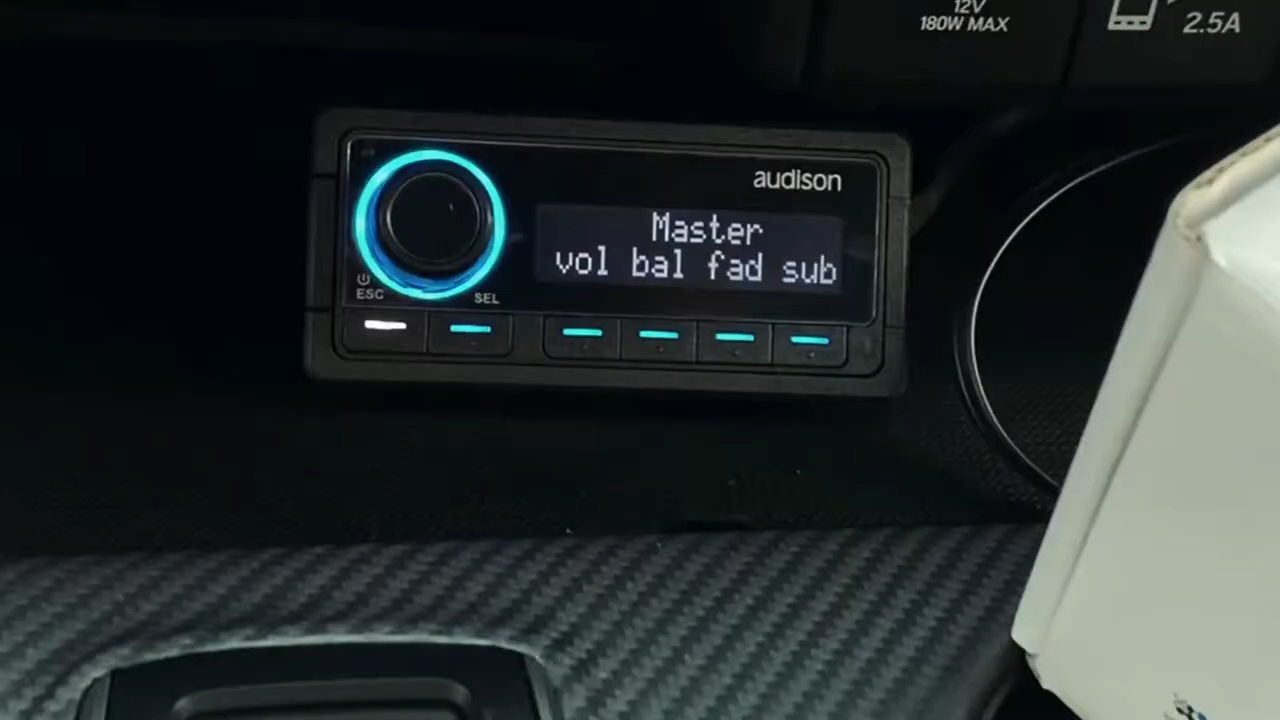 12V
180W MAX
2.5A
audison
Master
vol bal fad sub
ESC
SEL